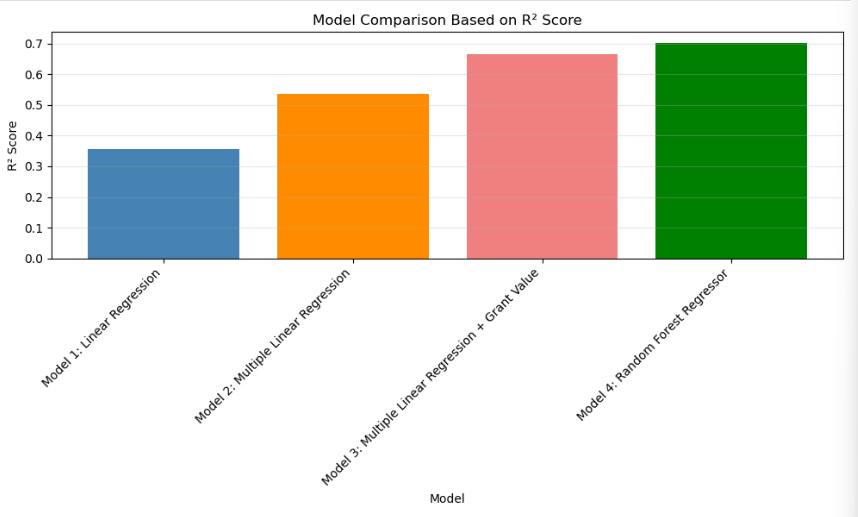 Model Comparison Based on R² Score
R² Score
0.7
0.6
0.5
0.4
0.3
0.2
0.1
0.0
Model 1: Linear Regression
Model 2: Multiple Linear Regression
Model 3: Multiple Linear Regression + Grant Value
Model 4: Random Forest Regressor
Model